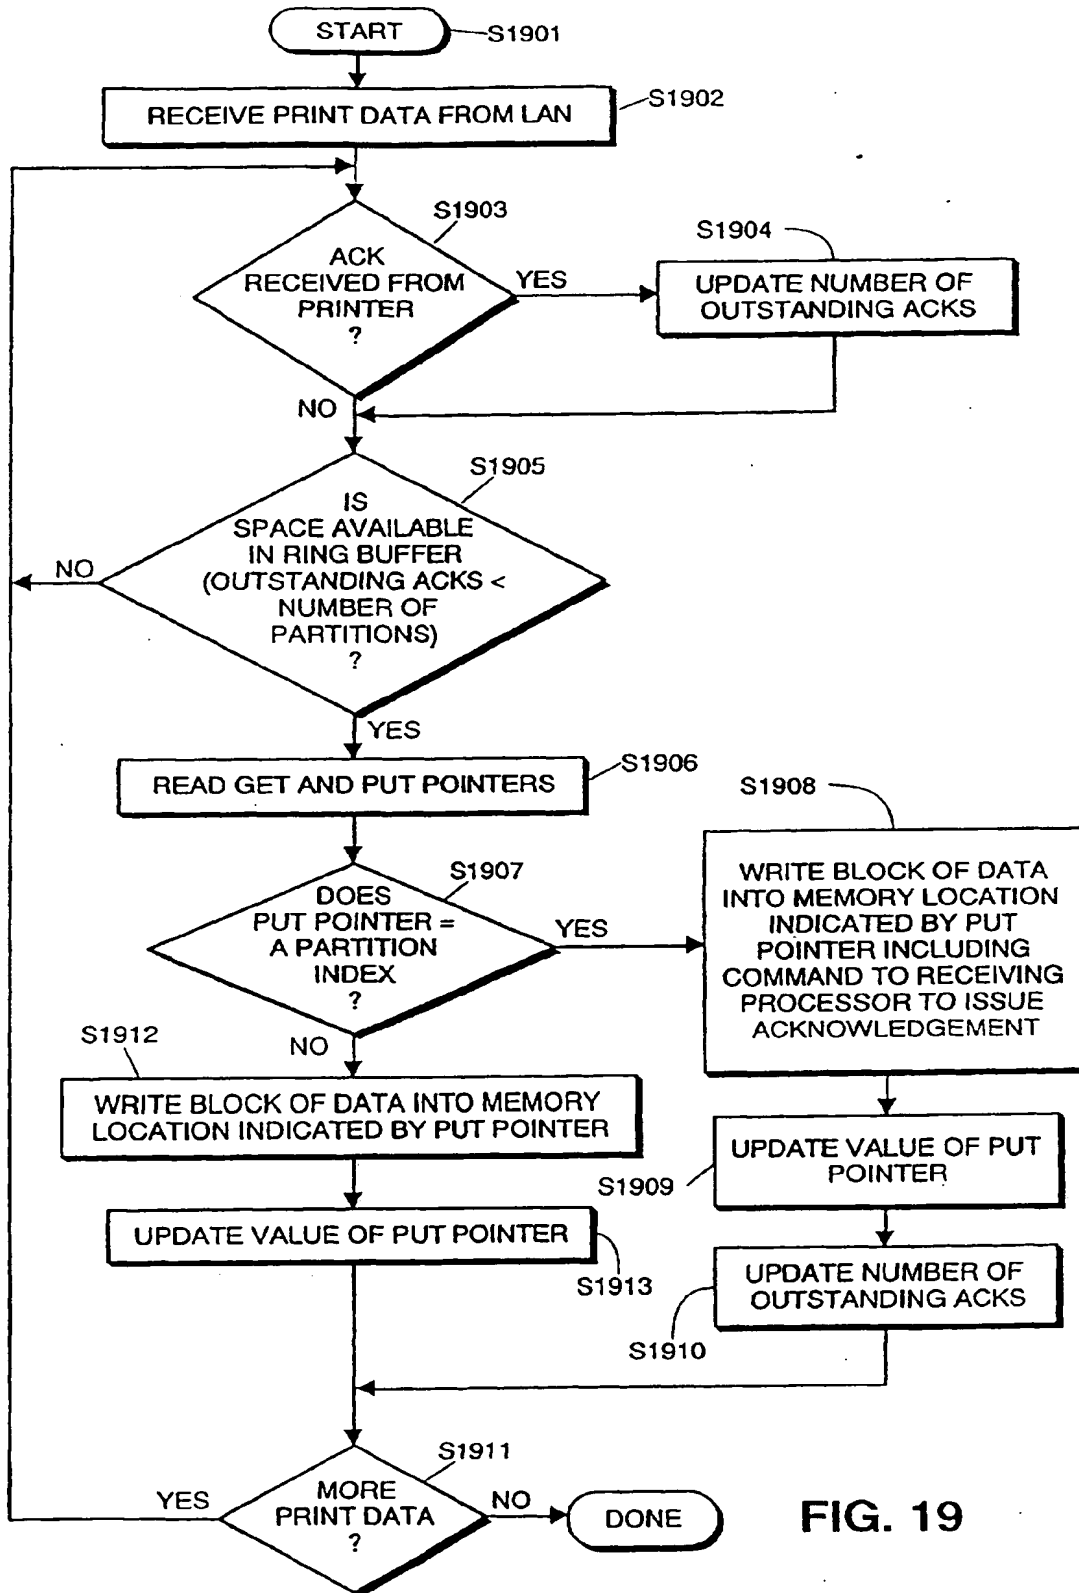 START
S1901
RECEIVE PRINT DATA FROM LAN
S1902
S1903
ACK
RECEIVED FROM
PRINTER
?
YES
S1904
UPDATE NUMBER OF
OUTSTANDING ACKS
NO
S1905
IS
SPACE AVAILABLE
IN RING BUFFER
(OUTSTANDING ACKS <
NUMBER OF
PARTITIONS)
?
NO
YES
READ GET AND PUT POINTERS
S1906
S1907
DOES
PUT POINTER =
A PARTITION
INDEX
?
YES
S1908
WRITE BLOCK OF DATA
INTO MEMORY LOCATION
INDICATED BY PUT
POINTER INCLUDING
COMMAND TO RECEIVING
PROCESSOR TO ISSUE
ACKNOWLEDGEMENT
NO
S1912
WRITE BLOCK OF DATA INTO MEMORY
LOCATION INDICATED BY PUT POINTER
S1909
UPDATE VALUE OF PUT
POINTER
UPDATE VALUE OF PUT POINTER
S1913
UPDATE NUMBER OF
OUTSTANDING ACKS
S1910
S1911
MORE
PRINT DATA
?
YES
NO
DONE
FIG. 19